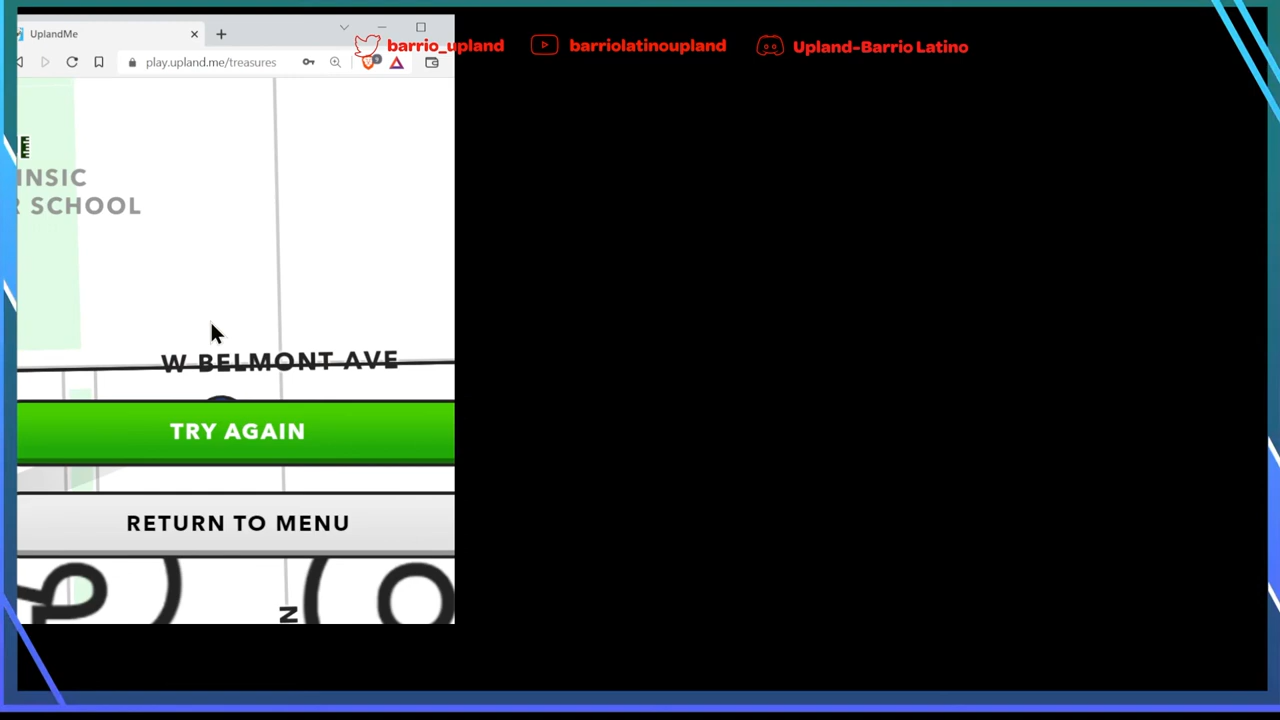 UplandMe
barrio_upland
barriolatinoupland
Upland-Barrio Latino
play.upland.me/treasures
E
INSIC
R SCHOOL
W BELMONT AVE
TRY AGAIN
RETURN TO MENU
N